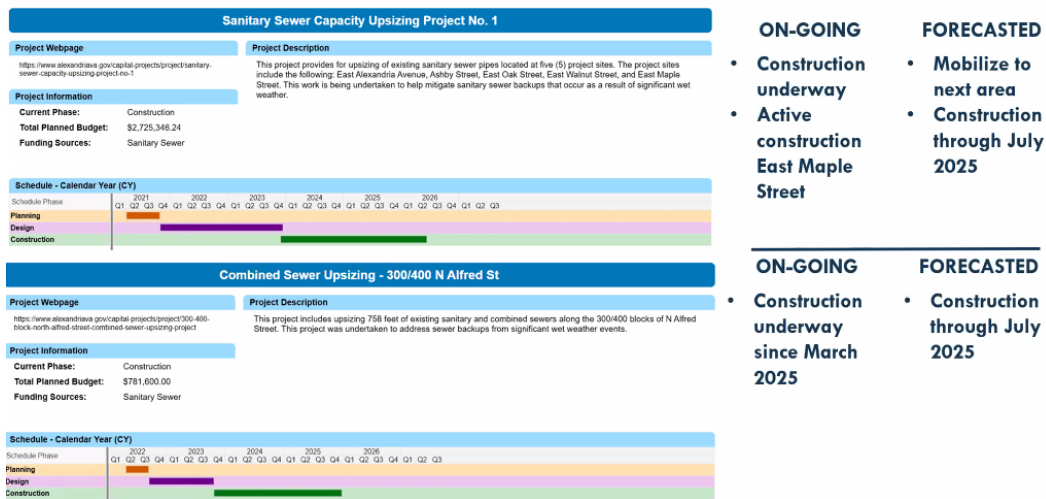 Sanitary Sewer Capacity Upsizing Project No. 1
Project Webpage
https://www.alexandriava.gov/capital-projects/project/sanitary-
sewer-capacity-upsizing-project-no-1
Project Description
This project provides for upsizing of existing sanitary sewer pipes located at five (5) project sites. The project sites
include the following: East Alexandria Avenue, Ashby Street, East Oak Street, East Walnut Street, and East Maple
Street. This work is being undertaken to help mitigate sanitary sewer backups that occur as a result of significant wet
weather.
Project Information
Current Phase: Construction
Total Planned Budget: $2,725,346.24
Funding Sources: Sanitary Sewer
Schedule - Calendar Year (CY)
Schedule Phase
2021 2022 2023 2024 2025 2026
Q1 Q2 Q3 Q4 Q1 Q2 Q3 Q4 Q1 Q2 Q3 Q4 Q1 Q2 Q3 Q4 Q1 Q2 Q3 Q4 Q1 Q2 Q3 Q4 Q1 Q2 Q3
Planning
Design
Construction
ON-GOING
• Construction
underway
• Active
construction
East Maple
Street
FORECASTED
• Mobilize to
next area
• Construction
through July
2025
Combined Sewer Upsizing - 300/400 N Alfred St
Project Webpage
https://www.alexandriava.gov/capital-projects/project/300-400-
block-north-alfred-street-combined-sewer-upsizing-project
Project Description
This project includes upsizing 758 feet of existing sanitary and combined sewers along the 300/400 blocks of N Alfred
Street. This project was undertaken to address sewer backups from significant wet weather events.
Project Information
Current Phase: Construction
Total Planned Budget: $781,600.00
Funding Sources: Sanitary Sewer
Schedule - Calendar Year (CY)
Schedule Phase
2022 2023 2024 2025 2026
Q1 Q2 Q3 Q4 Q1 Q2 Q3 Q4 Q1 Q2 Q3 Q4 Q1 Q2 Q3 Q4 Q1 Q2 Q3 Q4 Q1 Q2 Q3
Planning
Design
Construction
ON-GOING
• Construction
underway
since March
2025
FORECASTED
• Construction
through July
2025